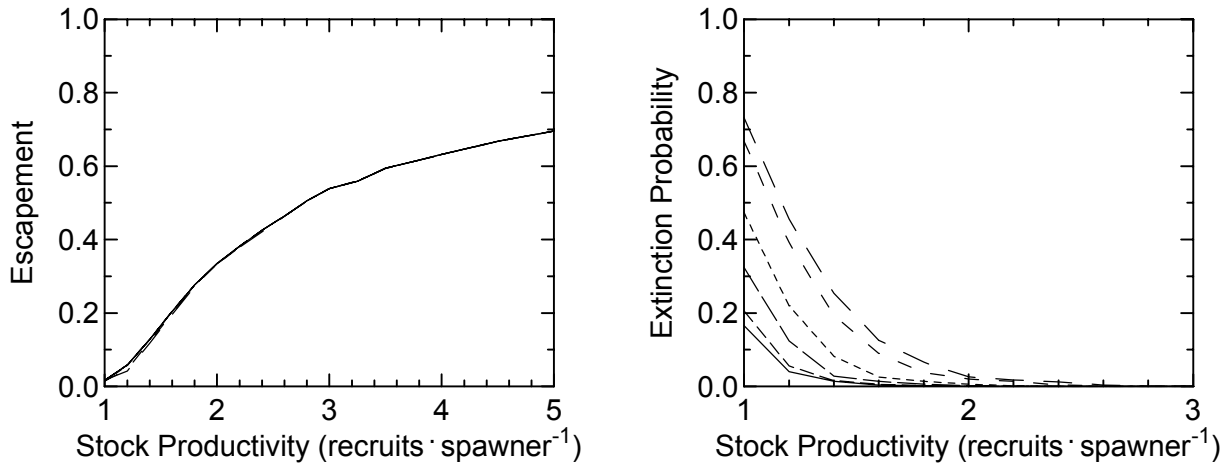 Escapement
1.0
0.8
0.6
0.4
0.2
0.0
1 2 3 4 5
Stock Productivity (recruits·spawner⁻¹)
Extinction Probability
1.0
0.8
0.6
0.4
0.2
0.0
1 2 3
Stock Productivity (recruits·spawner⁻¹)